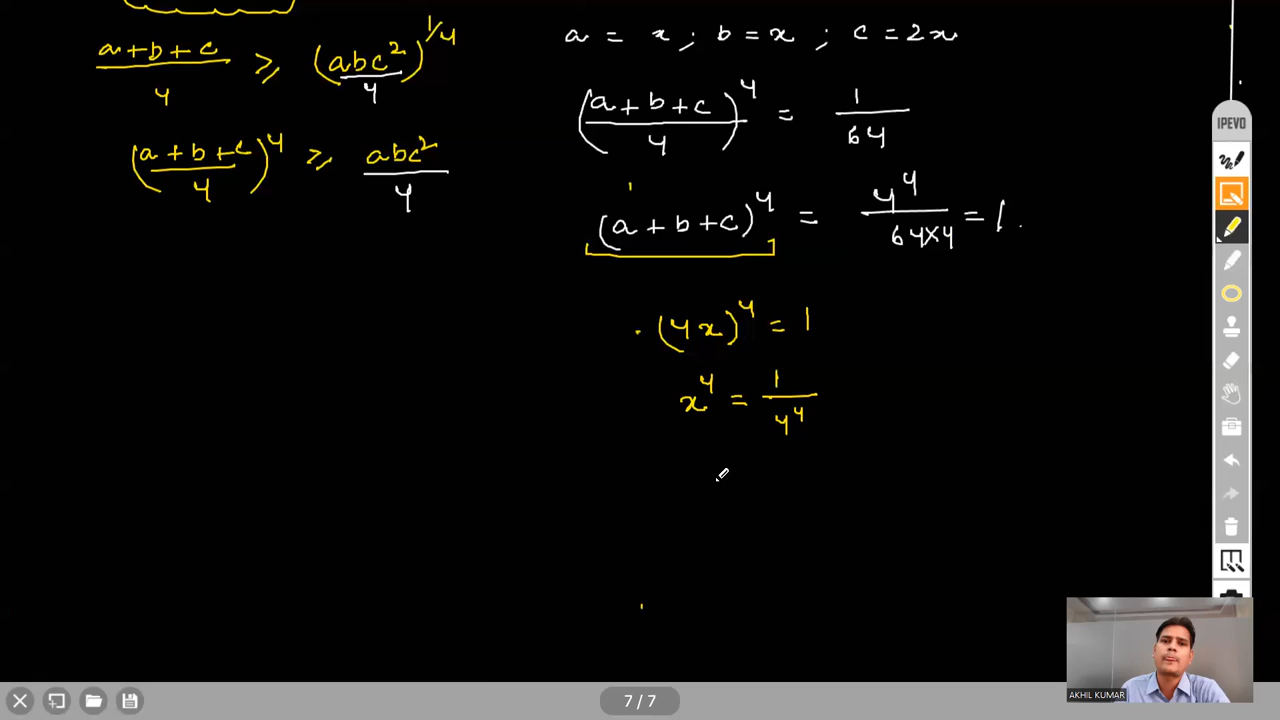 (a+b+c)/4 ≥ (abc²/4)^1/4
((a+b+c)/4)^4 ≥ abc²/4
a = x ; b = x ; c = 2x
((a+b+c)/4)^4 = 1/64
(a+b+c)^4 = 4^4/(64×4) = 1.
. (4x)^4 = 1
x^4 = 1/4^4
IPEVO
7 / 7
AKHIL KUMAR